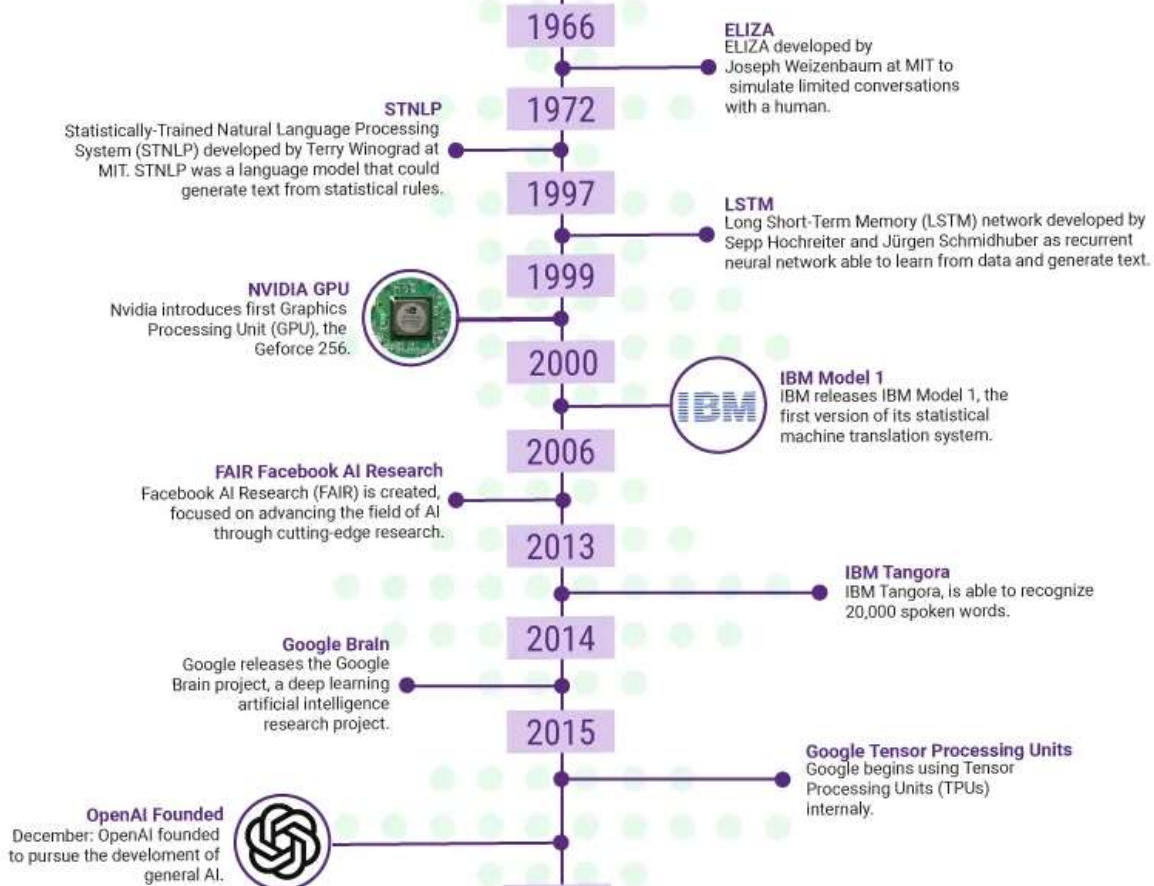 1966
ELIZA
ELIZA developed by
Joseph Weizenbaum at MIT to
simulate limited conversations
with a human.
1972
STNLP
Statistically-Trained Natural Language Processing
System (STNLP) developed by Terry Winograd at
MIT. STNLP was a language model that could
generate text from statistical rules.
1997
LSTM
Long Short-Term Memory (LSTM) network developed by
Sepp Hochreiter and Jürgen Schmidhuber as recurrent
neural network able to learn from data and generate text.
1999
NVIDIA GPU
Nvidia introduces first Graphics
Processing Unit (GPU), the
Geforce 256.
2000
IBM
IBM Model 1
IBM releases IBM Model 1, the
first version of its statistical
machine translation system.
2006
FAIR Facebook AI Research
Facebook AI Research (FAIR) is created,
focused on advancing the field of AI
through cutting-edge research.
2013
IBM Tangora
IBM Tangora, is able to recognize
20,000 spoken words.
2014
Google Brain
Google releases the Google
Brain project, a deep learning
artificial intelligence
research project.
2015
Google Tensor Processing Units
Google begins using Tensor
Processing Units (TPUs)
internaly.
OpenAI Founded
December: OpenAI founded
to pursue the develoment of
general AI.